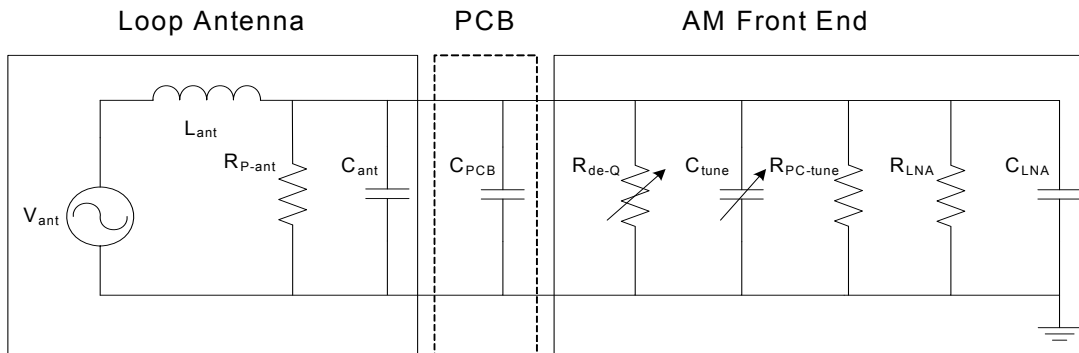 Loop Antenna
PCB
AM Front End
Lant
RP-ant
Cant
CPCB
Rde-Q
Ctune
RPC-tune
RLNA
CLNA
Vant